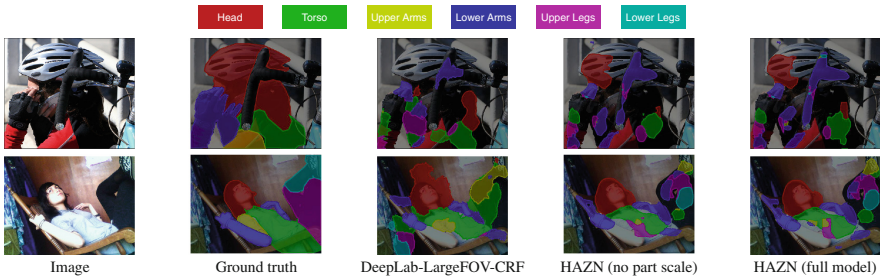 Head Torso Upper Arms Lower Arms Upper Legs Lower Legs
Image Ground truth DeepLab-LargeFOV-CRF HAZN (no part scale) HAZN (full model)